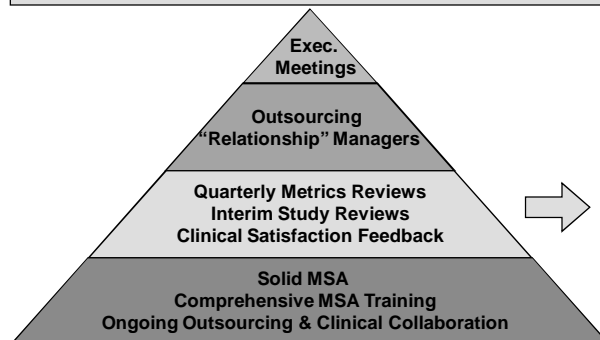 Exec.
Meetings
Outsourcing
“Relationship” Managers
Quarterly Metrics Reviews
Interim Study Reviews
Clinical Satisfaction Feedback
Solid MSA
Comprehensive MSA Training
Ongoing Outsourcing & Clinical Collaboration